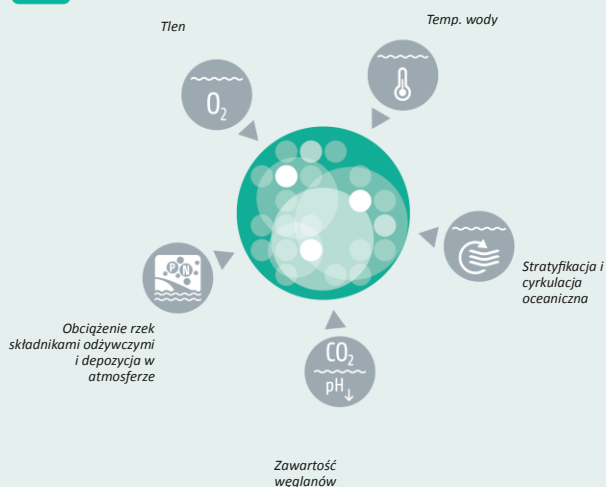 Tlen
Temp. wody
O₂
P N
Stratyfikacja i
cyrkulacja
oceaniczna
Obciążenie rzek
składnikami odżywczymi
i depozycja w
atmosferze
CO₂
pH↓
Zawartość
węglanów